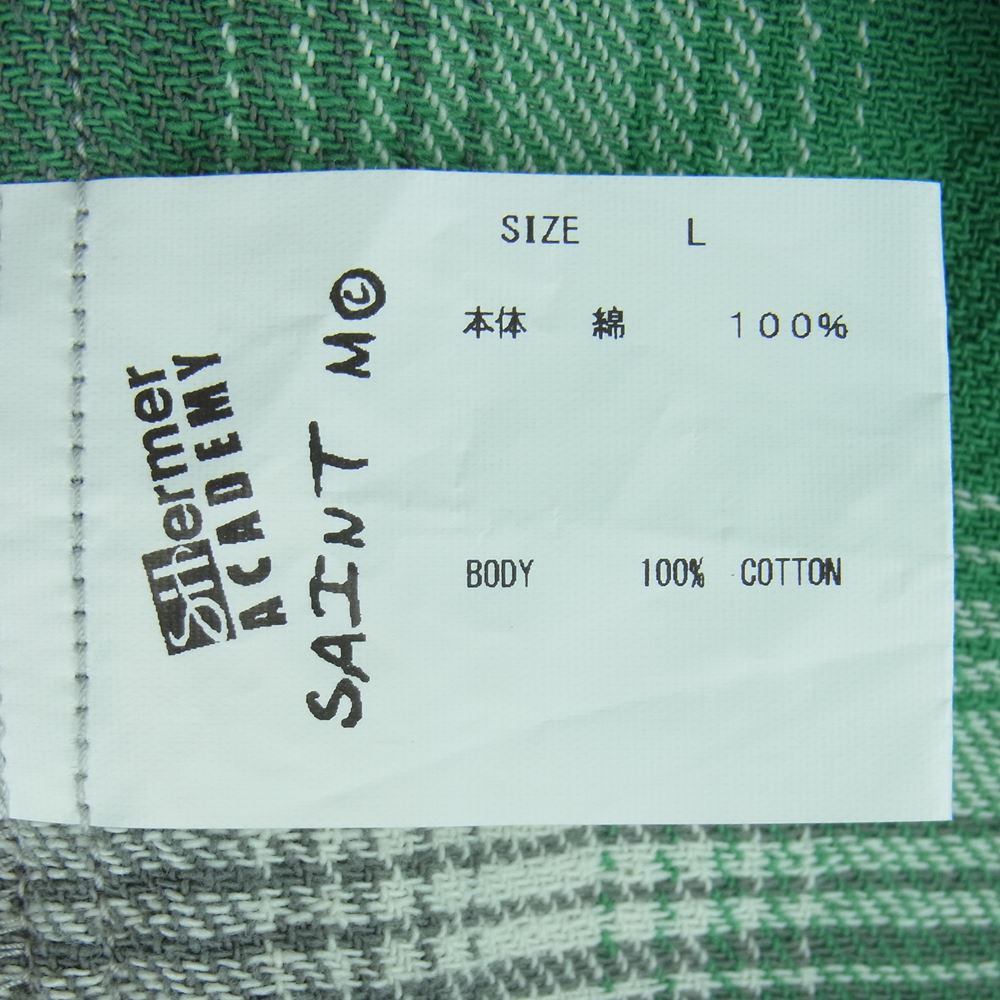 SIZE L
本体 綿 100%
BODY 100% COTTON
Shermer
ACADEMY
SAINT M©